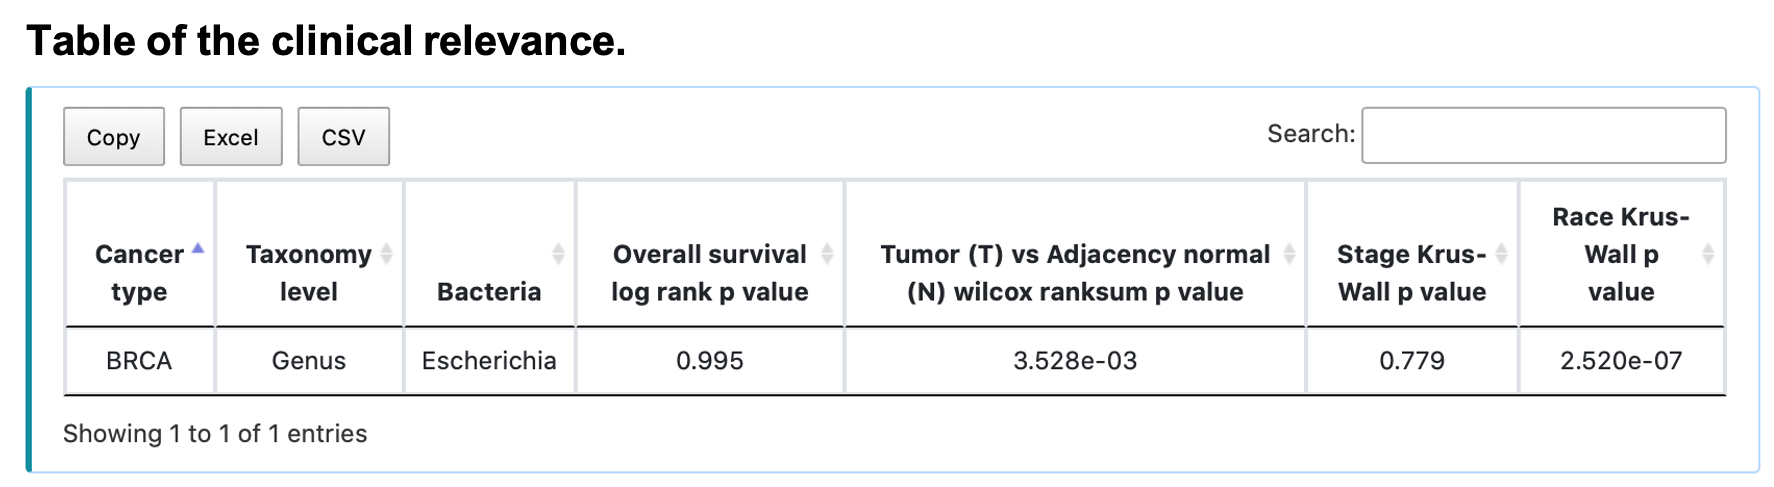 Table of the clinical relevance.
Copy Excel CSV Search:
Cancer type Taxonomy level Bacteria Overall survival log rank p value Tumor (T) vs Adjacency normal (N) wilcox ranksum p value Stage Krus-Wall p value Race Krus-Wall p value
BRCA Genus Escherichia 0.995 3.528e-03 0.779 2.520e-07
Showing 1 to 1 of 1 entries